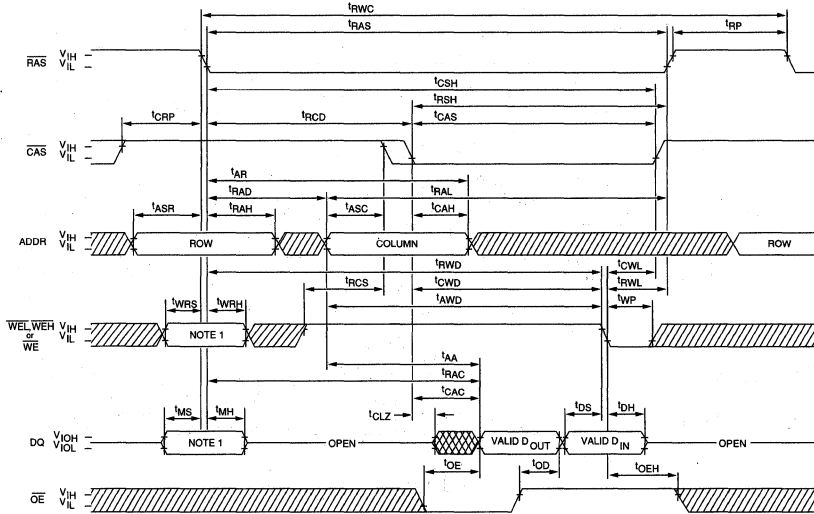 tRWC
tRAS
tRP
RAS VIH
VIL
tCSH
tRSH
tCRP
tRCD
tCAS
CAS VIH
VIL
tAR
tRAD
tRAL
tASR
tRAH
tASC
tCAH
ADDR VIH
VIL
ROW
COLUMN
ROW
tRWD
tCWL
tRCS
tCWD
tRWL
tWRS
tWRH
tAWD
tWP
WEL, WEH
or
WE
VIH
VIL
NOTE 1
tAA
tRAC
tCAC
tMS
tMH
tCLZ
tDS
tDH
DQ VIOH
VIOL
NOTE 1
OPEN
VALID DOUT
VALID DIN
OPEN
tOE
tOD
tOEH
OE VIH
VIL